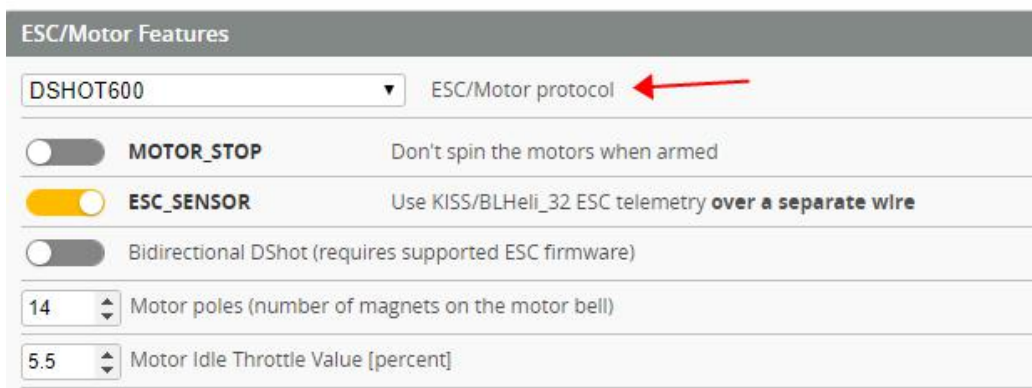 ESC/Motor Features
DSHOT600 ESC/Motor protocol
MOTOR_STOP Don't spin the motors when armed
ESC_SENSOR Use KISS/BLHeli_32 ESC telemetry over a separate wire
Bidirectional DShot (requires supported ESC firmware)
14 Motor poles (number of magnets on the motor bell)
5.5 Motor Idle Throttle Value [percent]